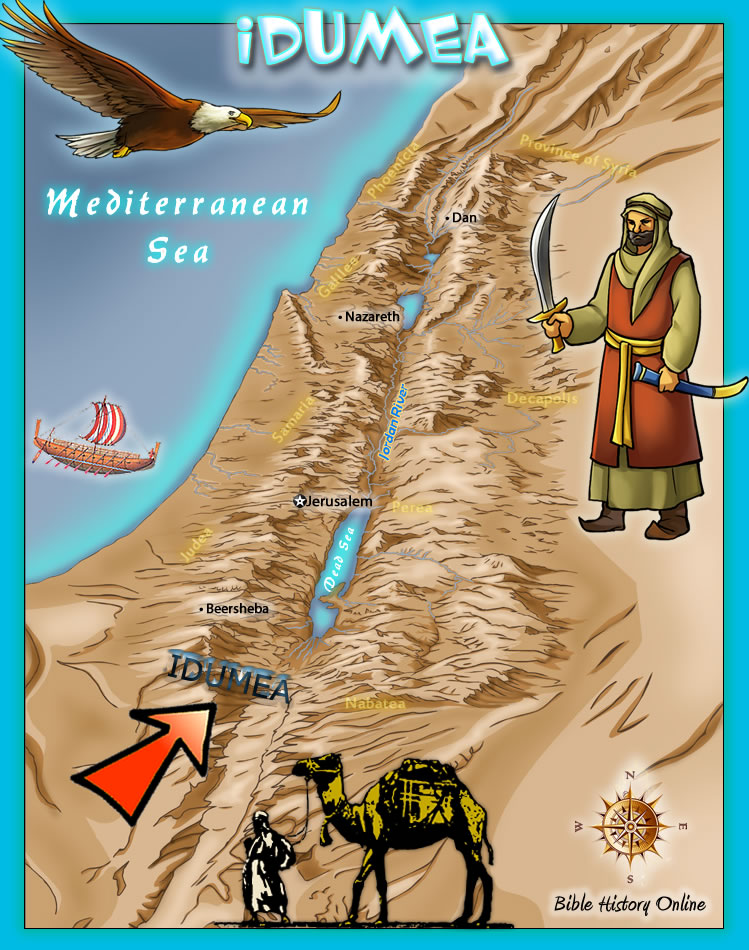 iDUMEA
Province of Syria
Phoenicia
Mediterranean
Sea
Dan
Galilee
Nazareth
Decapolis
Jordan River
Samaria
Jerusalem
Perea
Judea
Dead Sea
Beersheba
IDUMEA
Nabatea
N
W
E
S
Bible History Online